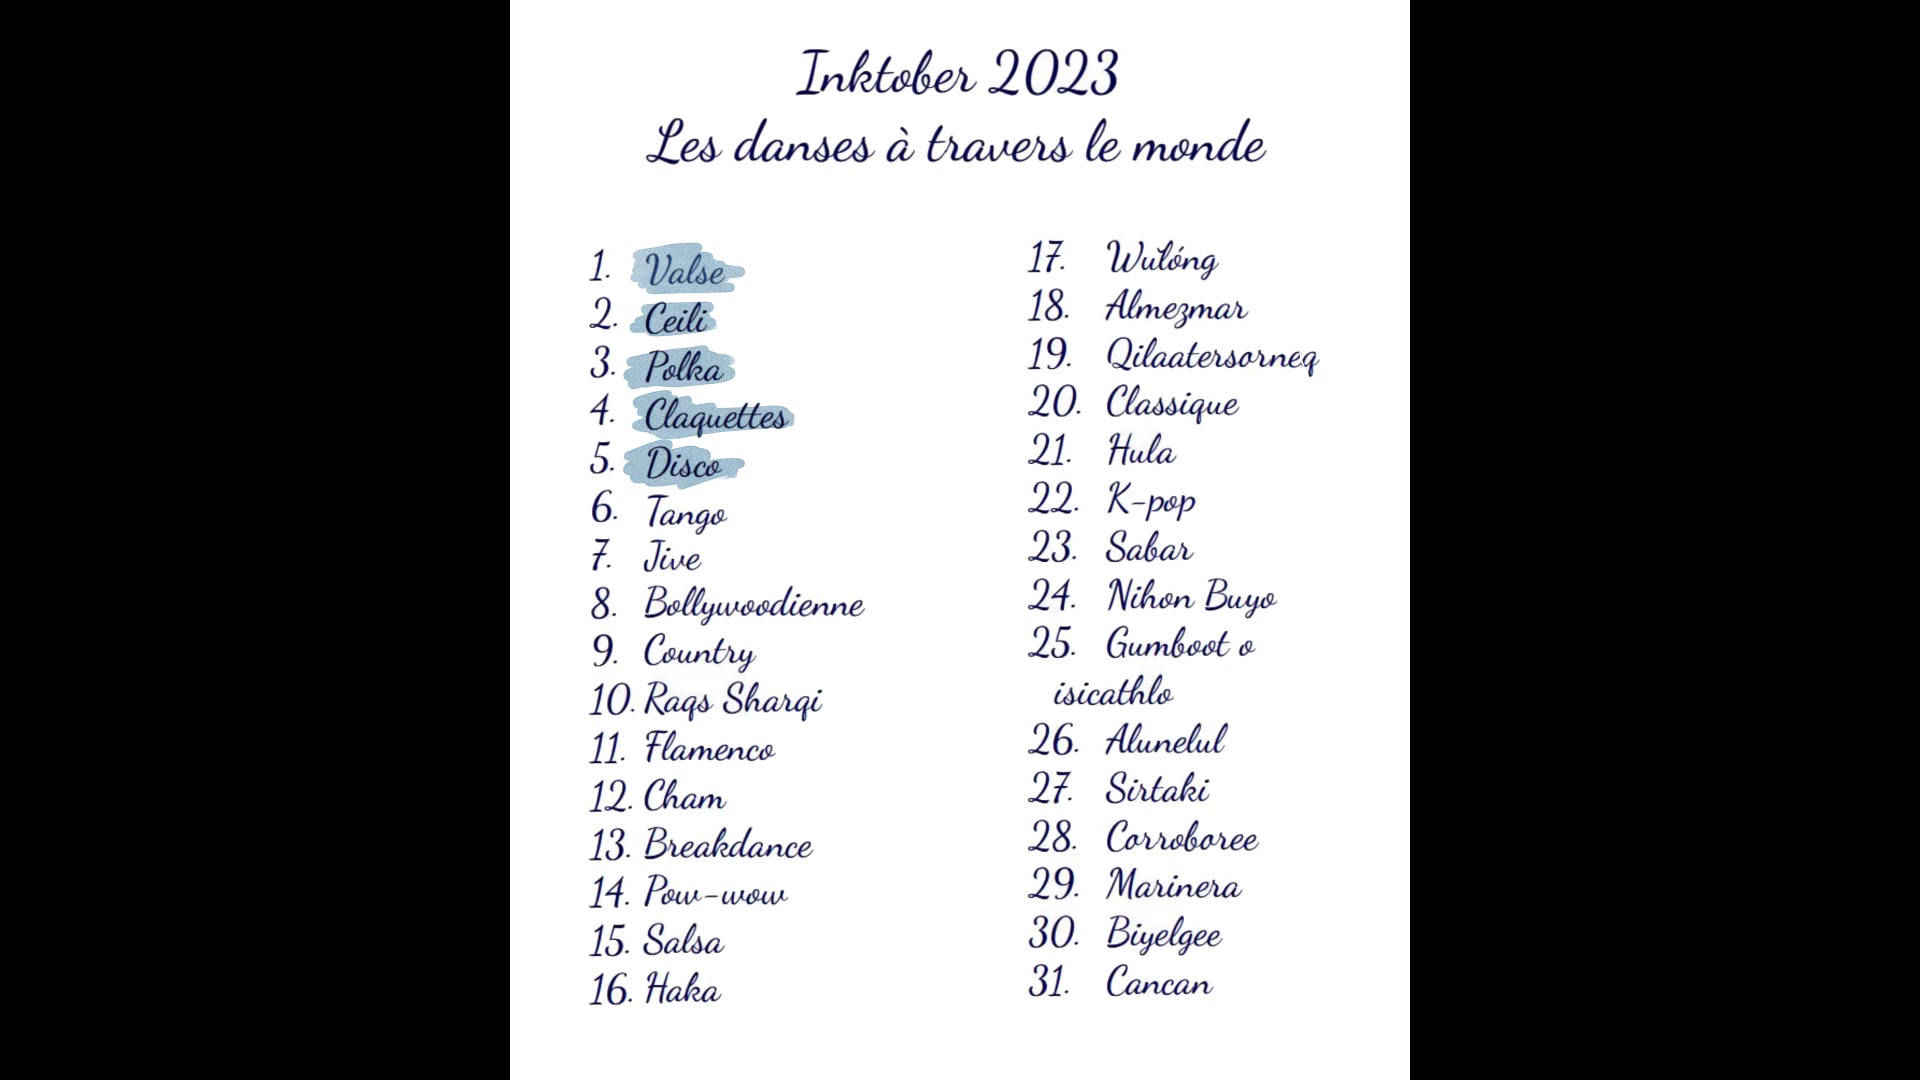 Inktober 2023
Les danses à travers le monde
1. Valse
2. Ceili
3. Polka
4. Claquettes
5. Disco
6. Tango
7. Jive
8. Bollywoodienne
9. Country
10. Raqs Sharqi
11. Flamenco
12. Cham
13. Breakdance
14. Pow-wow
15. Salsa
16. Haka
17. Wulóng
18. Almezmar
19. Qilaatersorneq
20. Classique
21. Hula
22. K-pop
23. Sabar
24. Nihon Buyo
25. Gumboot o
isicathlo
26. Alunelul
27. Sirtaki
28. Corroboree
29. Marinera
30. Biyelgee
31. Cancan